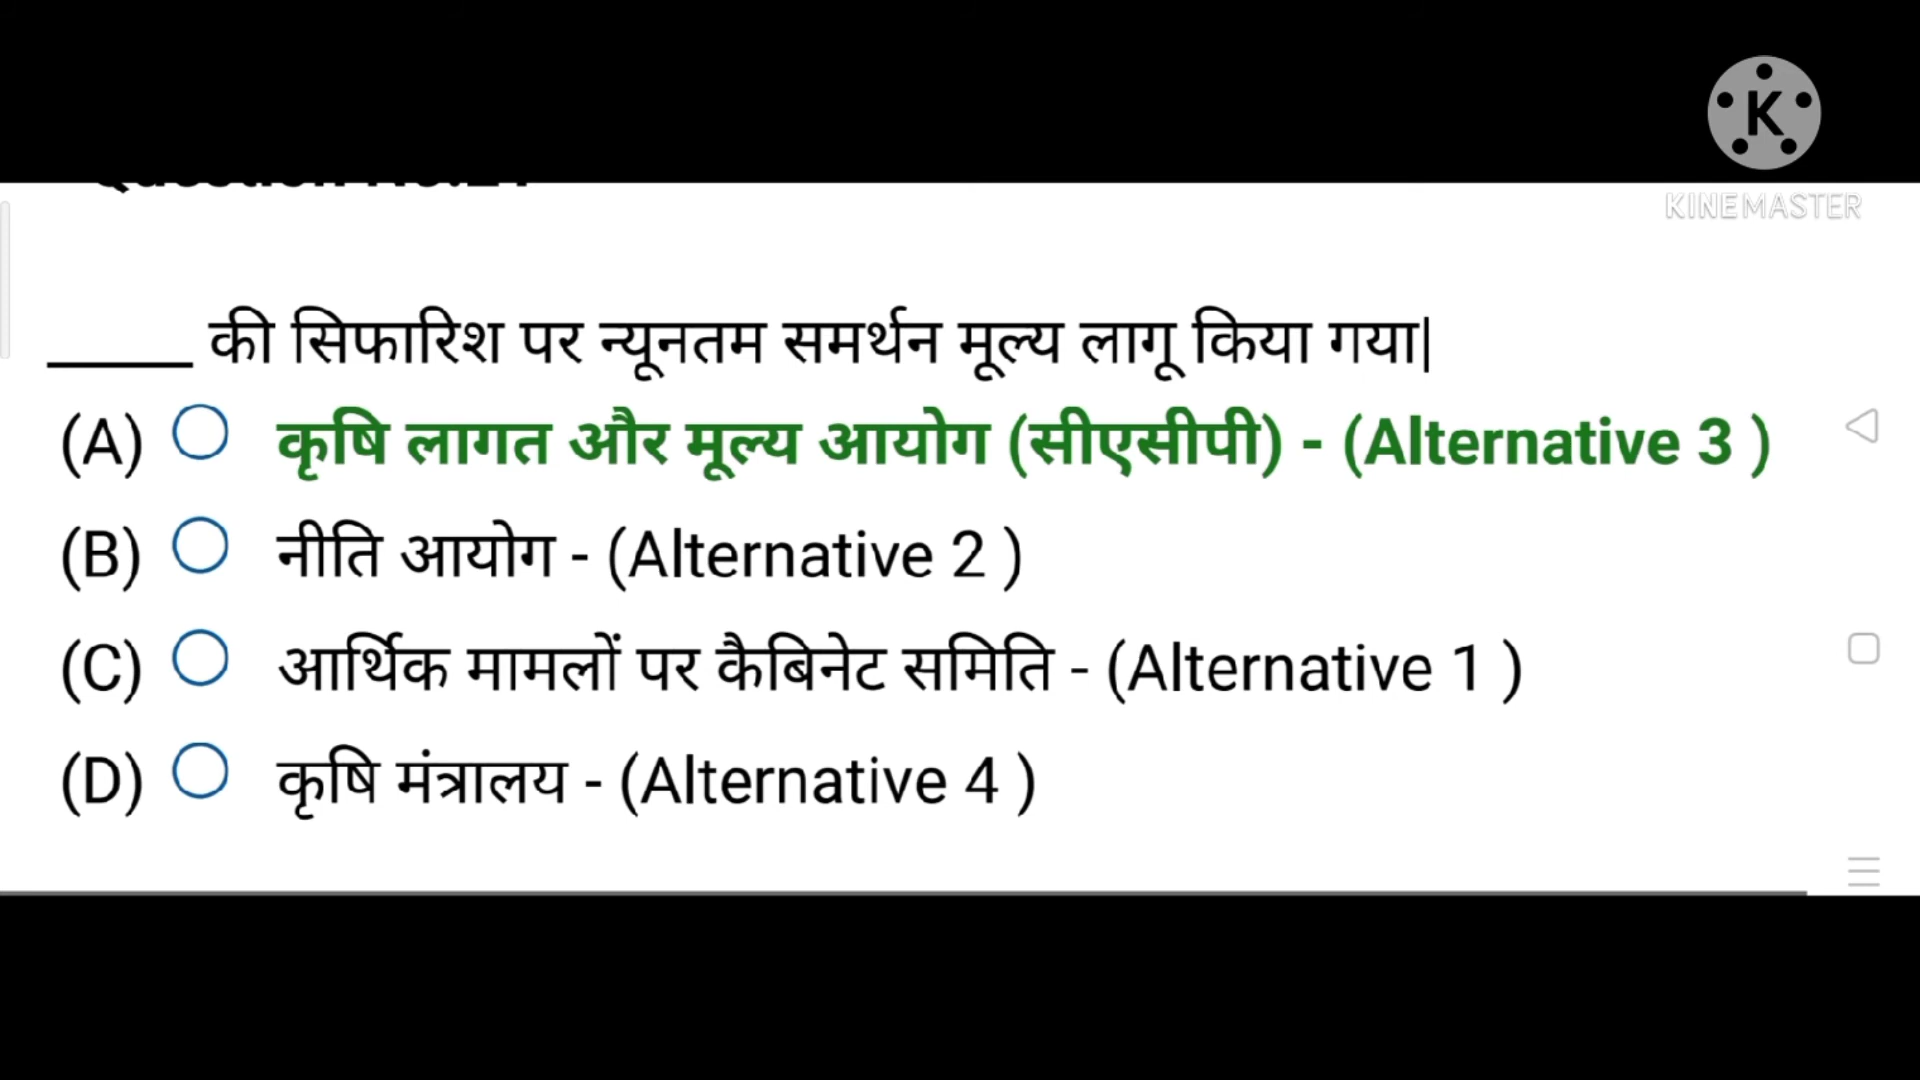 K
KINEMASTER
_____ की सिफारिश पर न्यूनतम समर्थन मूल्य लागू किया गया|
(A) कृषि लागत और मूल्य आयोग (सीएसीपी) - (Alternative 3 )
(B) नीति आयोग - (Alternative 2 )
(C) आर्थिक मामलों पर कैबिनेट समिति - (Alternative 1 )
(D) कृषि मंत्रालय - (Alternative 4 )